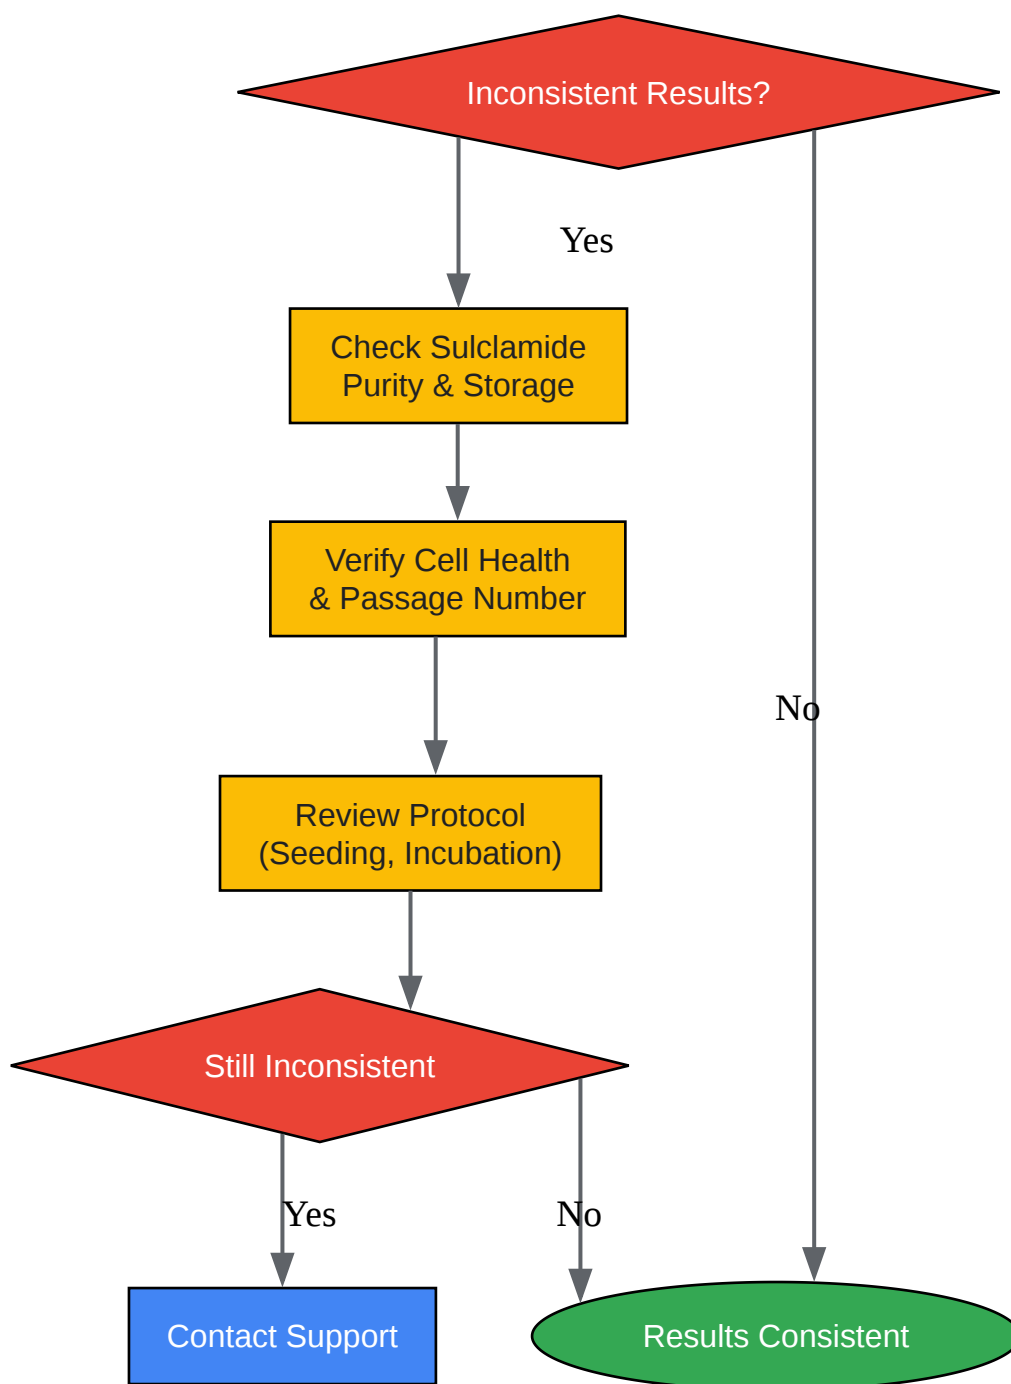 Inconsistent Results?
Yes
Check Sulclamide
Purity & Storage
Verify Cell Health
& Passage Number
No
Review Protocol
(Seeding, Incubation)
Still Inconsistent
Yes
No
Contact Support
Results Consistent